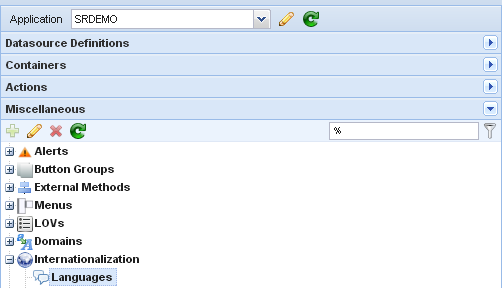 Application SRDEMO
Datasource Definitions
Containers
Actions
Miscellaneous
%
Alerts
Button Groups
External Methods
Menus
LOVs
Domains
Internationalization
Languages